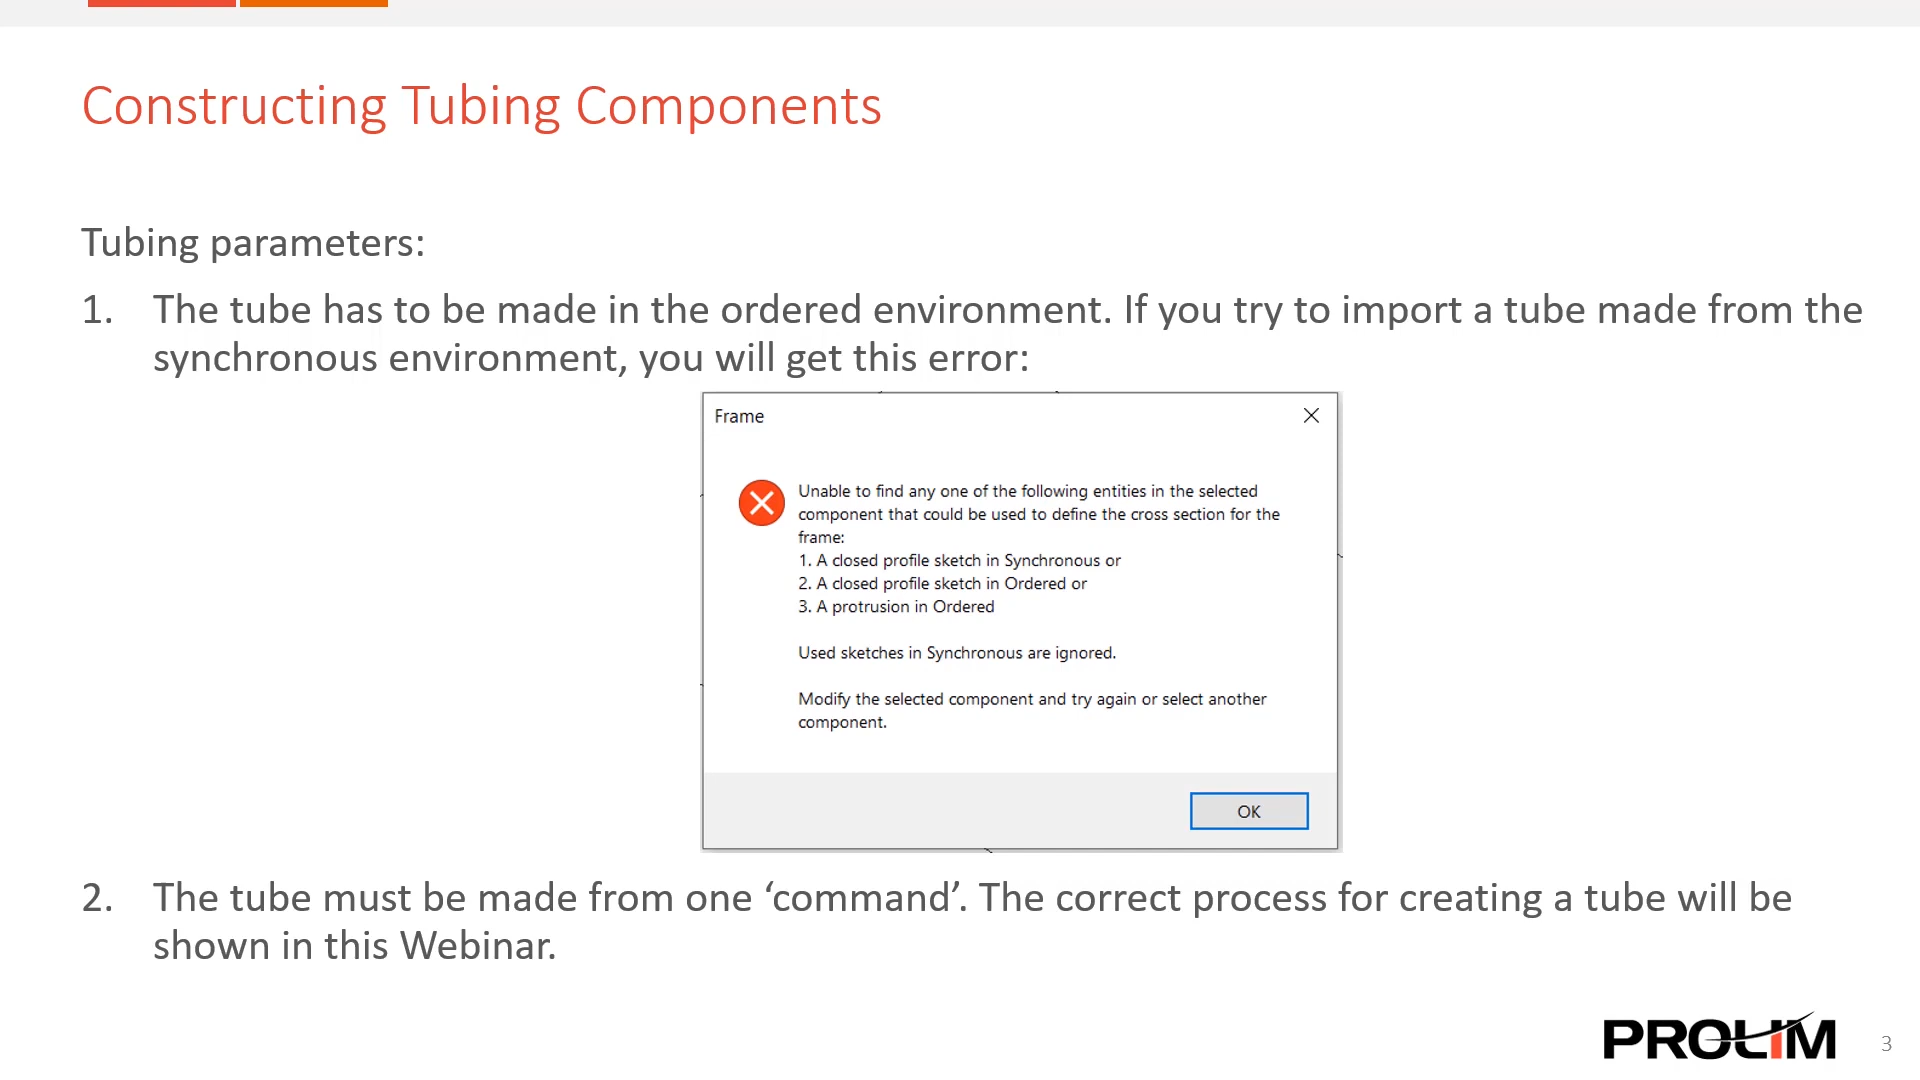 Constructing Tubing Components
Tubing parameters:
1. The tube has to be made in the ordered environment. If you try to import a tube made from the
synchronous environment, you will get this error:
Frame
Unable to find any one of the following entities in the selected
component that could be used to define the cross section for the
frame:
1. A closed profile sketch in Synchronous or
2. A closed profile sketch in Ordered or
3. A protrusion in Ordered
Used sketches in Synchronous are ignored.
Modify the selected component and try again or select another
component.
OK
2. The tube must be made from one ‘command’. The correct process for creating a tube will be
shown in this Webinar.
PROLIM
3